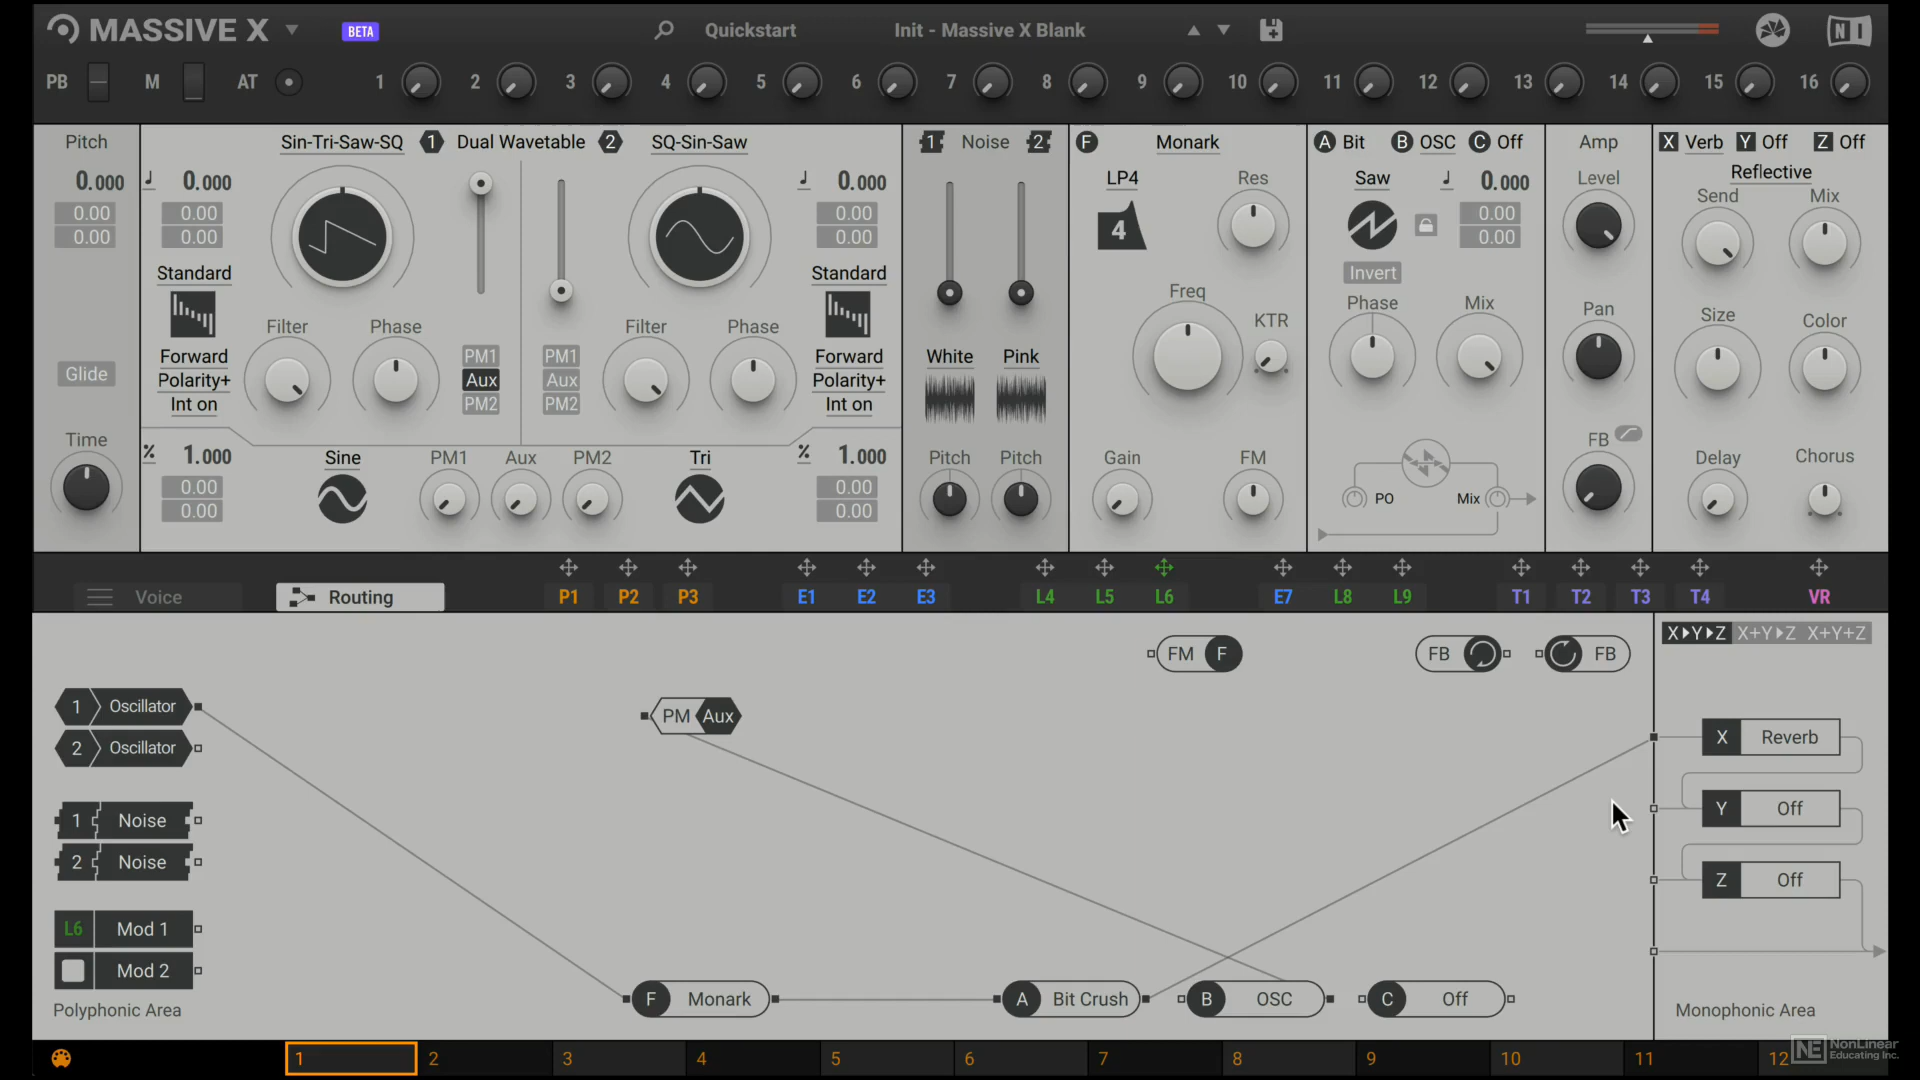 MASSIVE X BETA Quickstart Init - Massive X Blank NI
PB M AT 1 2 3 4 5 6 7 8 9 10 11 12 13 14 15 16
Pitch Sin-Tri-Saw-SQ 1 Dual Wavetable 2 SQ-Sin-Saw 1 Noise 2 F Monark A Bit B OSC C Off Amp X Verb Y Off Z Off
Reflective
0.000 0.000 0.000 LP4 Res Saw 0.000 Level Send Mix
0.00 0.00 0.00 4 0.00
0.00 0.00 0.00 0.00
Standard Standard Invert
Freq Phase Mix Pan Size Color
Filter Phase Filter Phase KTR
Forward PM1 PM1 Forward White Pink
Glide Polarity+ Aux Aux Polarity+
Int on PM2 PM2 Int on
Time 1.000 Sine PM1 Aux PM2 Tri 1.000 Pitch Pitch Gain FM FB Delay Chorus
0.00 0.00 PO Mix
0.00 0.00
Voice Routing P1 P2 P3 E1 E2 E3 L4 L5 L6 E7 L8 L9 T1 T2 T3 T4 VR
X▶Y▶Z X+Y▶Z X+Y+Z
FM F FB FB
1 Oscillator PM Aux
2 Oscillator X Reverb
1 Noise Y Off
2 Noise Z Off
L6 Mod 1
Mod 2
F Monark A Bit Crush B OSC C Off
Polyphonic Area Monophonic Area
1 2 3 4 5 6 7 8 9 10 11 12
NE NonLinear
Educating Inc.